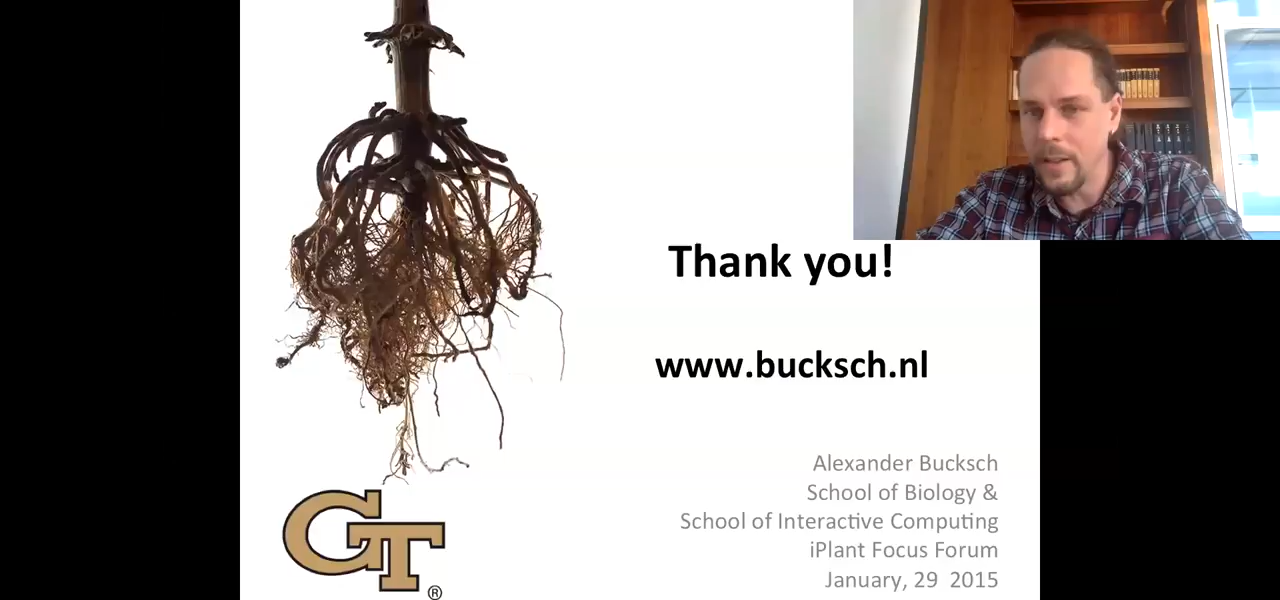 Thank you!
www.bucksch.nl
Alexander Bucksch
School of Biology &
School of Interactive Computing
iPlant Focus Forum
January, 29 2015
GT
®